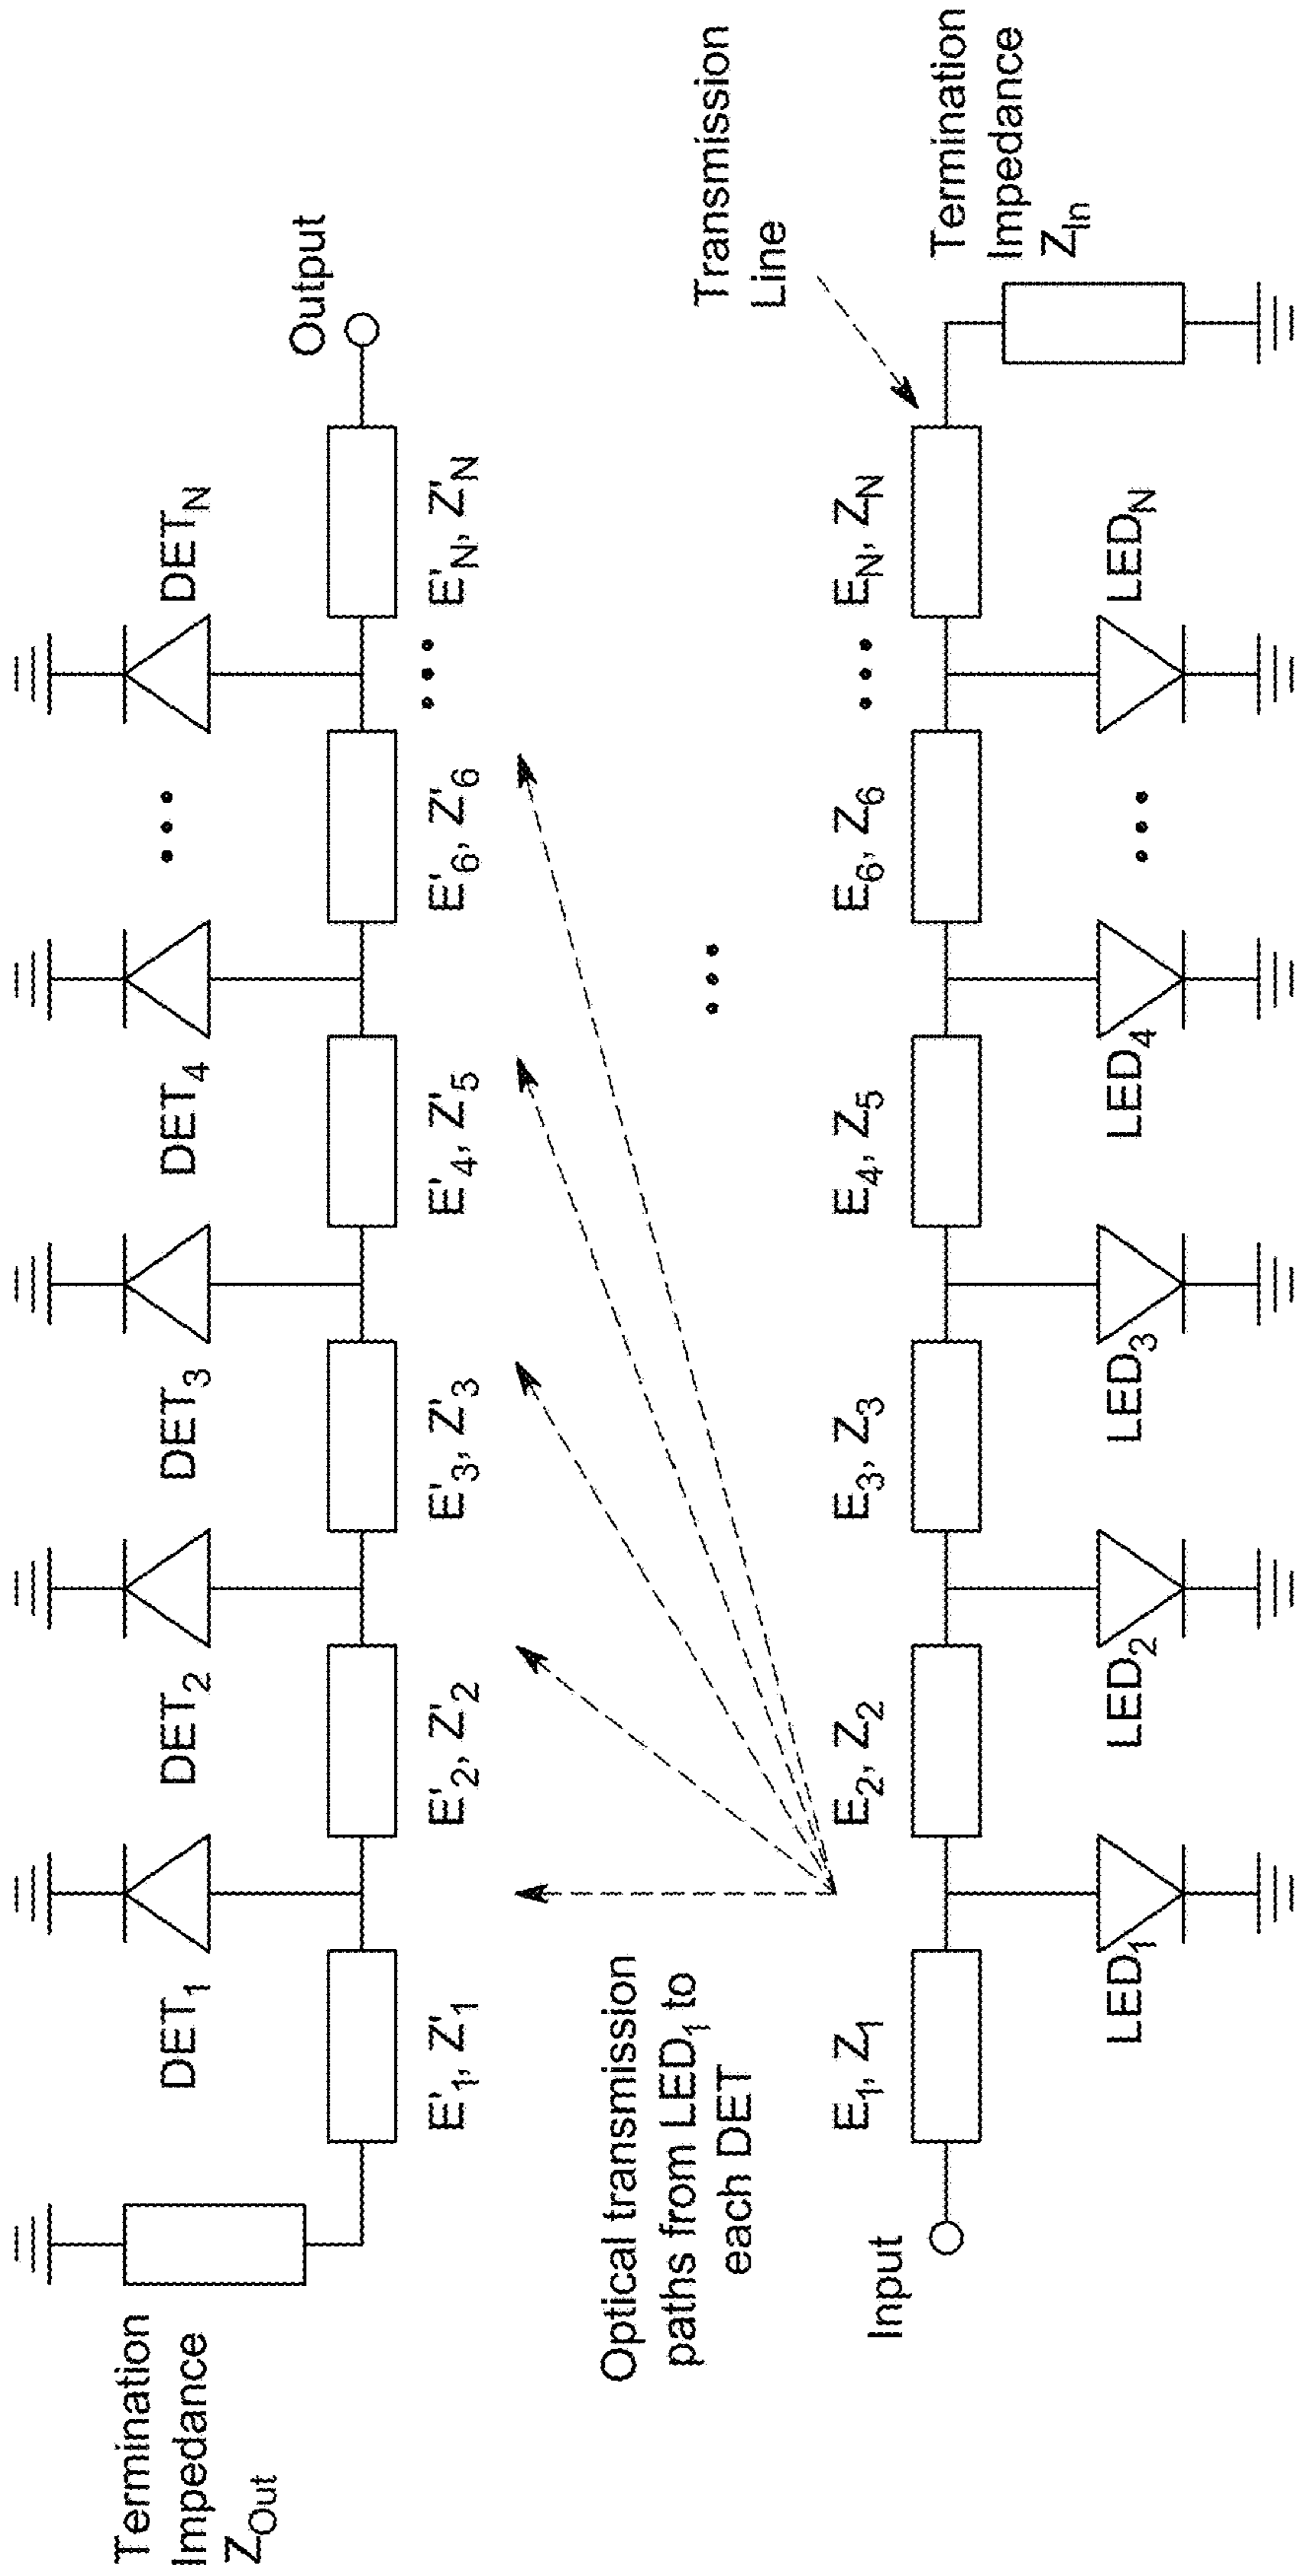 Termination
Impedance
Z_Out
DET_1
DET_2
DET_3
DET_4
DET_N
Output
E'_1, Z'_1
E'_2, Z'_2
E'_3, Z'_3
E'_4, Z'_5
E'_6, Z'_6
E'_N, Z'_N
Optical transmission
paths from LED_1 to
each DET
Transmission
Line
Input
E_1, Z_1
E_2, Z_2
E_3, Z_3
E_4, Z_5
E_6, Z_6
E_N, Z_N
Termination
Impedance
Z_In
LED_1
LED_2
LED_3
LED_4
LED_N